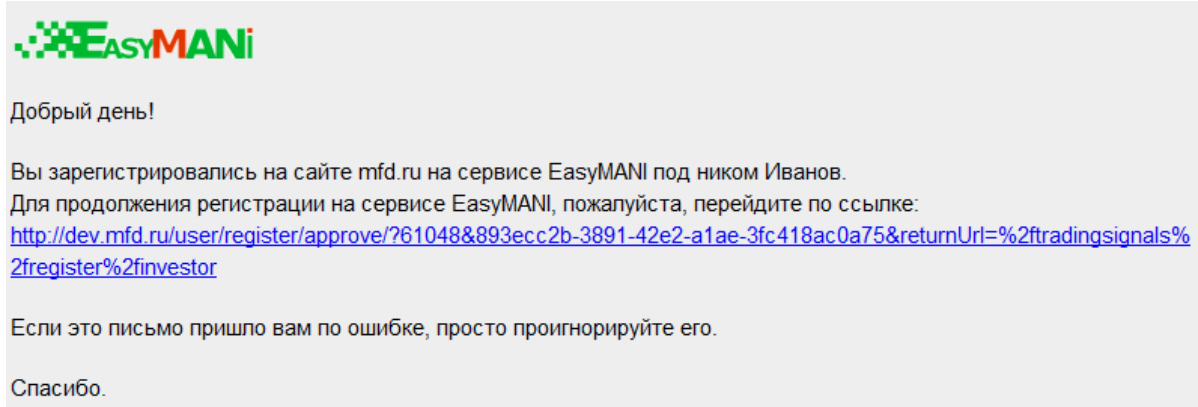 EASYMANi
Добрый день!
Вы зарегистрировались на сайте mfd.ru на сервисе EasyMANI под ником Иванов.
Для продолжения регистрации на сервисе EasyMANI, пожалуйста, перейдите по ссылке:
http://dev.mfd.ru/user/register/approve/?61048&893ecc2b-3891-42e2-a1ae-3fc418ac0a75&returnUrl=%2ftradingsignals%
2fregister%2finvestor
Если это письмо пришло вам по ошибке, просто проигнорируйте его.
Спасибо.